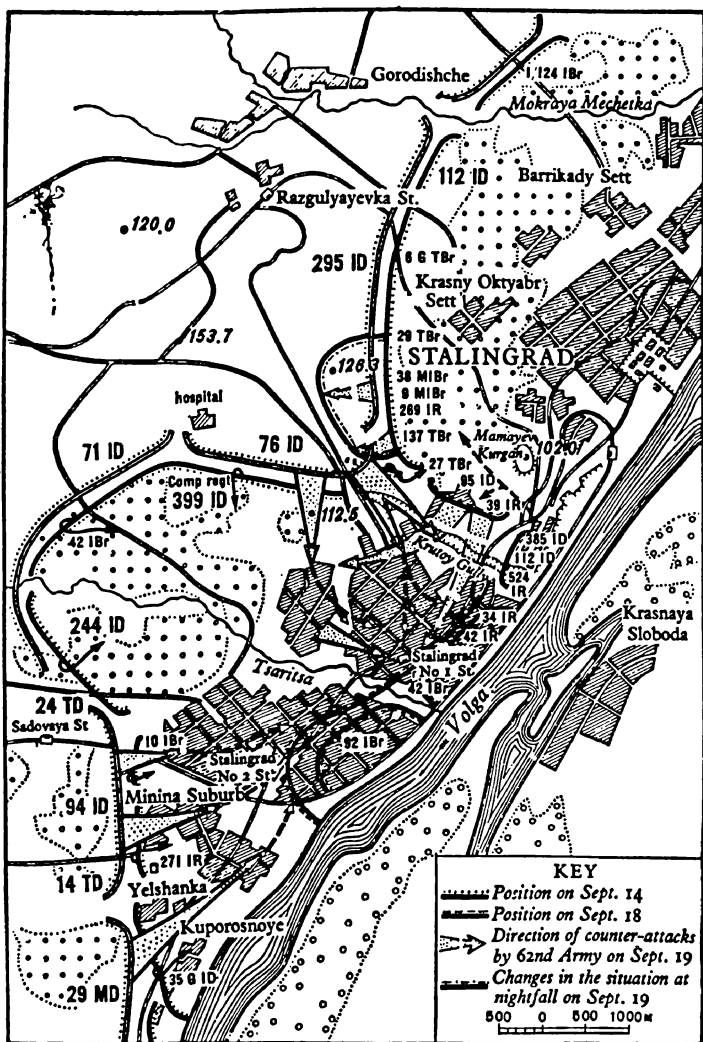 Gorodishche
1,124 IBr
Mokraya Mechetka
112 ID
Barrikady Sett
Razgulyayevka St.
120.0
295 ID
6 G TBr
Krasny Oktyabr
Sett
153.7
29 TBr
STALINGRAD
126.3
38 MIBr
9 MIBr
269 IR
hospital
137 TBr
Mamayev
Kurgan
102.0
71 ID
76 ID
27 TBr
95 ID
Comp regt
399 ID
39 IR
112.5
42 IBr
Krutoy Gully
385 ID
112 ID
524
IR
34 IR
42 IR
Krasnaya
Sloboda
244 ID
Stalingrad
No 1 St.
Tsaritsa
42 IBr
Volga
24 TD
Sadovaya St
10 IBr
92 IBr
Stalingrad
No 2 St
94 ID
Minina Suburb
271 IR
14 TD
Yelshanka
Kuporosnoye
35 G ID
29 MD
KEY
Position on Sept. 14
Position on Sept. 18
Direction of counter-attacks
by 62nd Army on Sept. 19
Changes in the situation at
nightfall on Sept. 19
500 0 500 1000 M